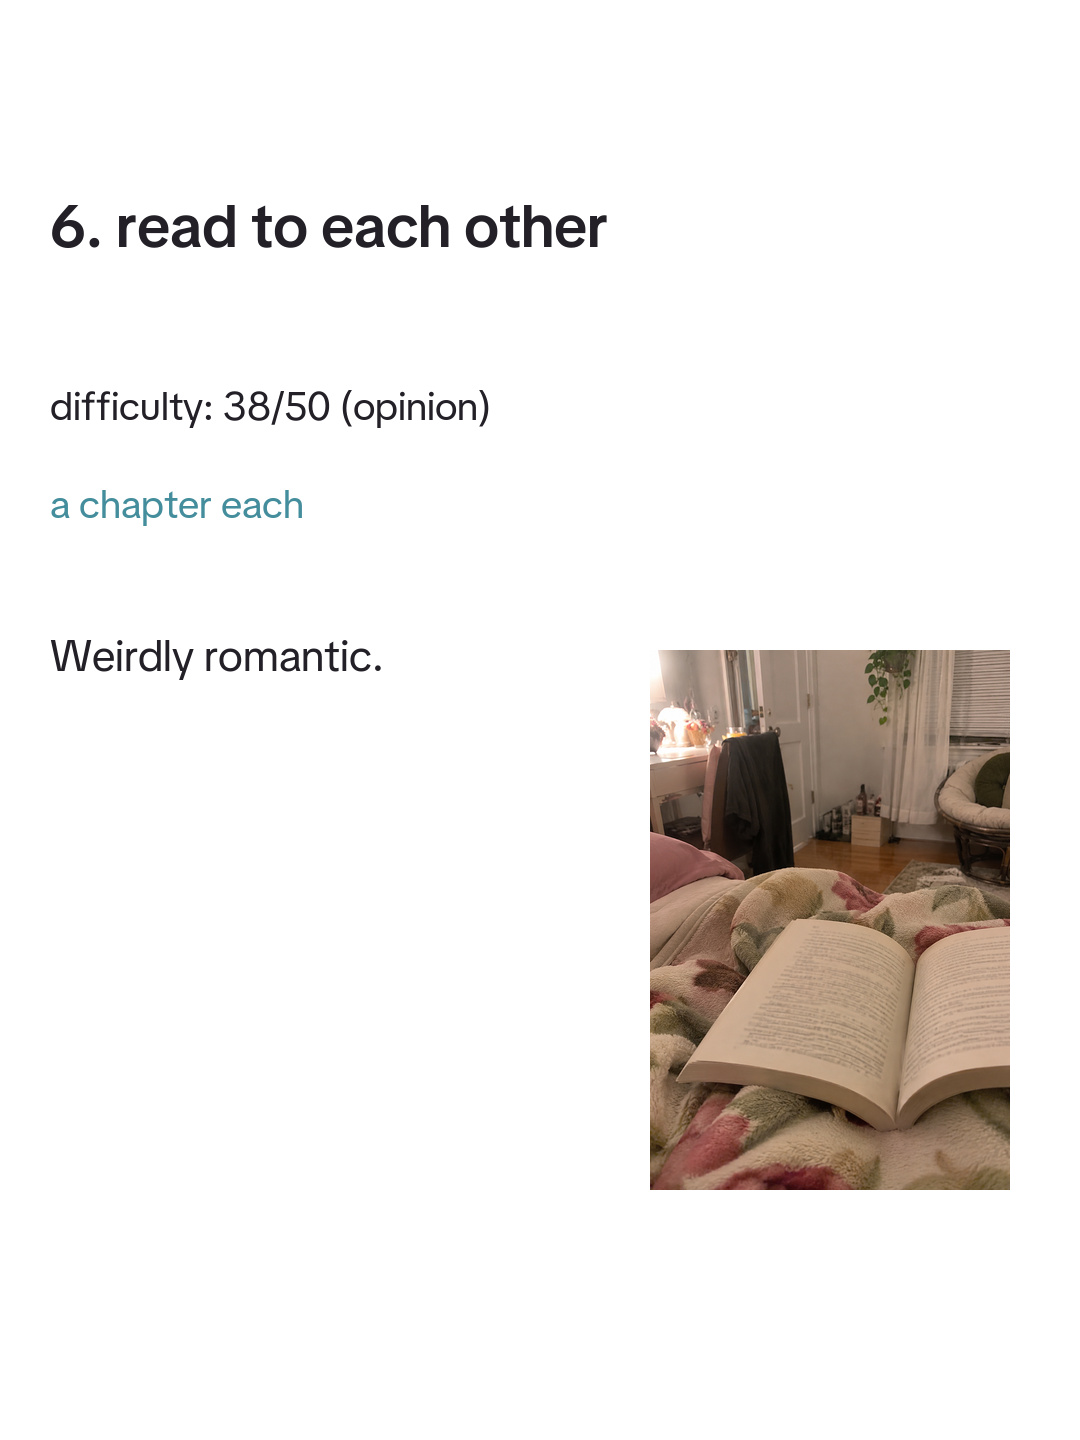 6. read to each other
difficulty: 38/50 (opinion)
a chapter each
Weirdly romantic.